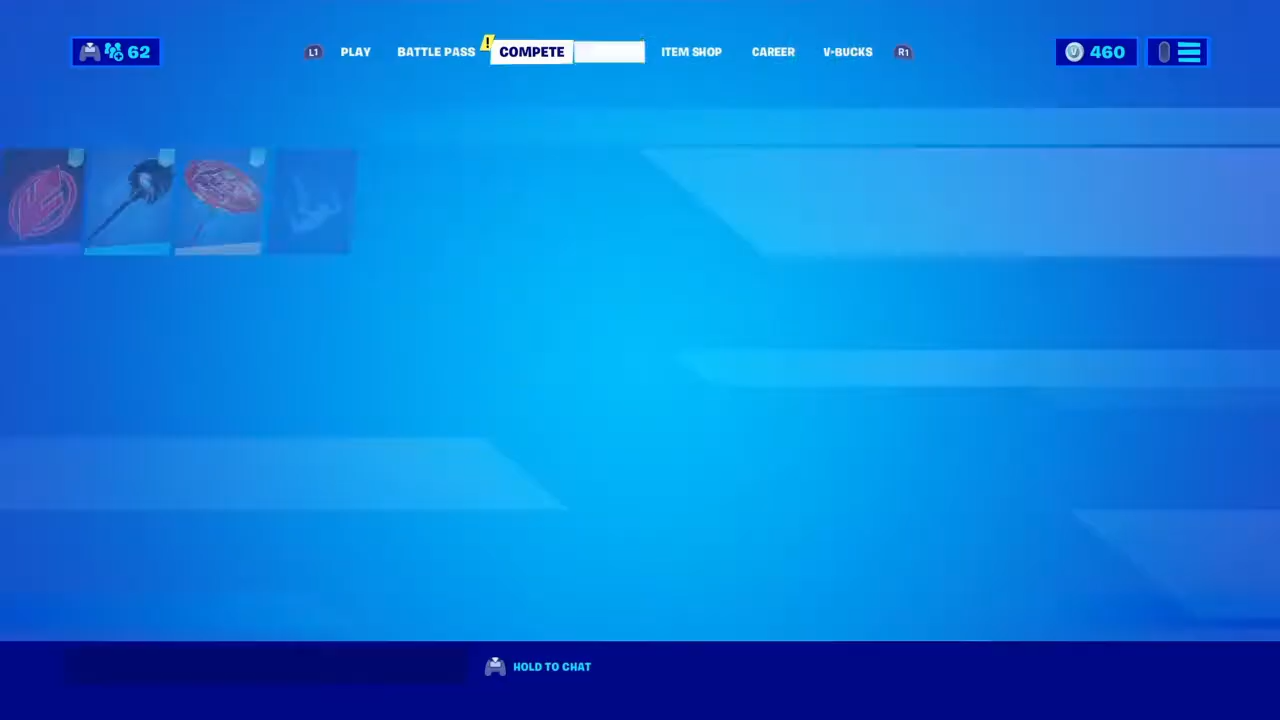 62
L1 PLAY BATTLE PASS ! COMPETE ITEM SHOP CAREER V-BUCKS R1
460
HOLD TO CHAT